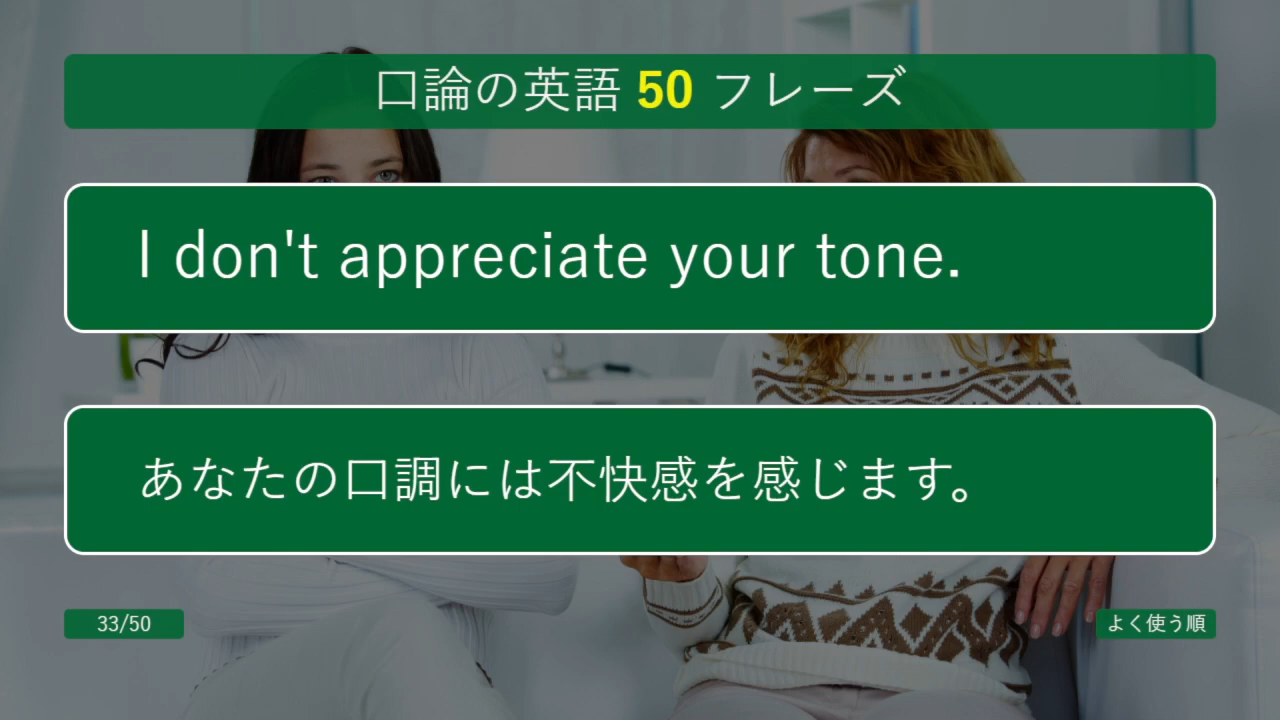 口論の英語 50 フレーズ
I don't appreciate your tone.
あなたの口調には不快感を感じます。
33/50
よく使う順